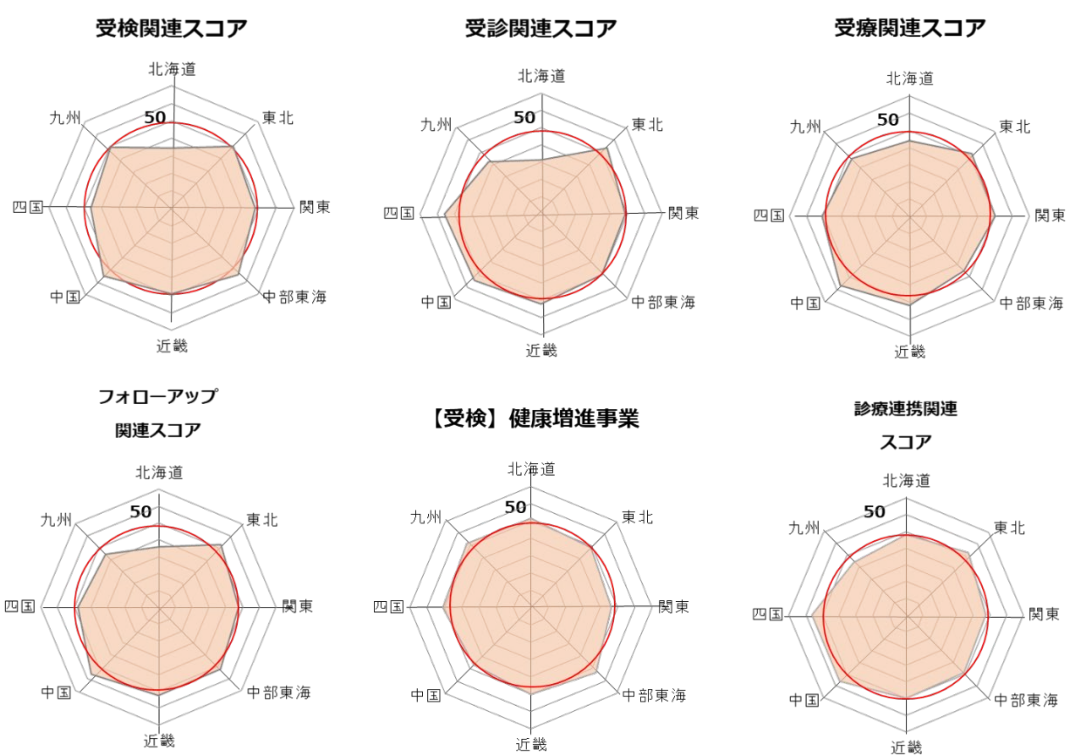 受検関連スコア
北海道
50
九州
東北
四国
関東
中国
中部東海
近畿
受診関連スコア
北海道
50
九州
東北
四国
関東
中国
中部東海
近畿
受療関連スコア
北海道
50
九州
東北
四国
関東
中国
中部東海
近畿
フォローアップ
関連スコア
北海道
50
九州
東北
四国
関東
中国
中部東海
近畿
【受検】健康増進事業
北海道
50
九州
東北
四国
関東
中国
中部東海
近畿
診療連携関連
スコア
北海道
50
九州
東北
四国
関東
中国
中部東海
近畿